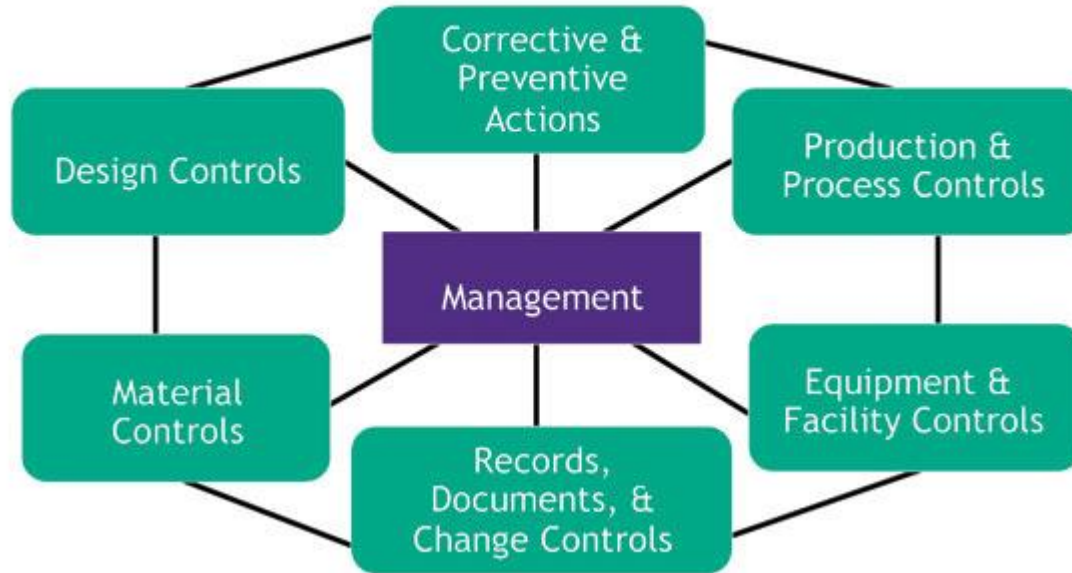 Corrective &
Preventive
Actions
Design Controls
Production &
Process Controls
Management
Material
Controls
Equipment &
Facility Controls
Records,
Documents, &
Change Controls